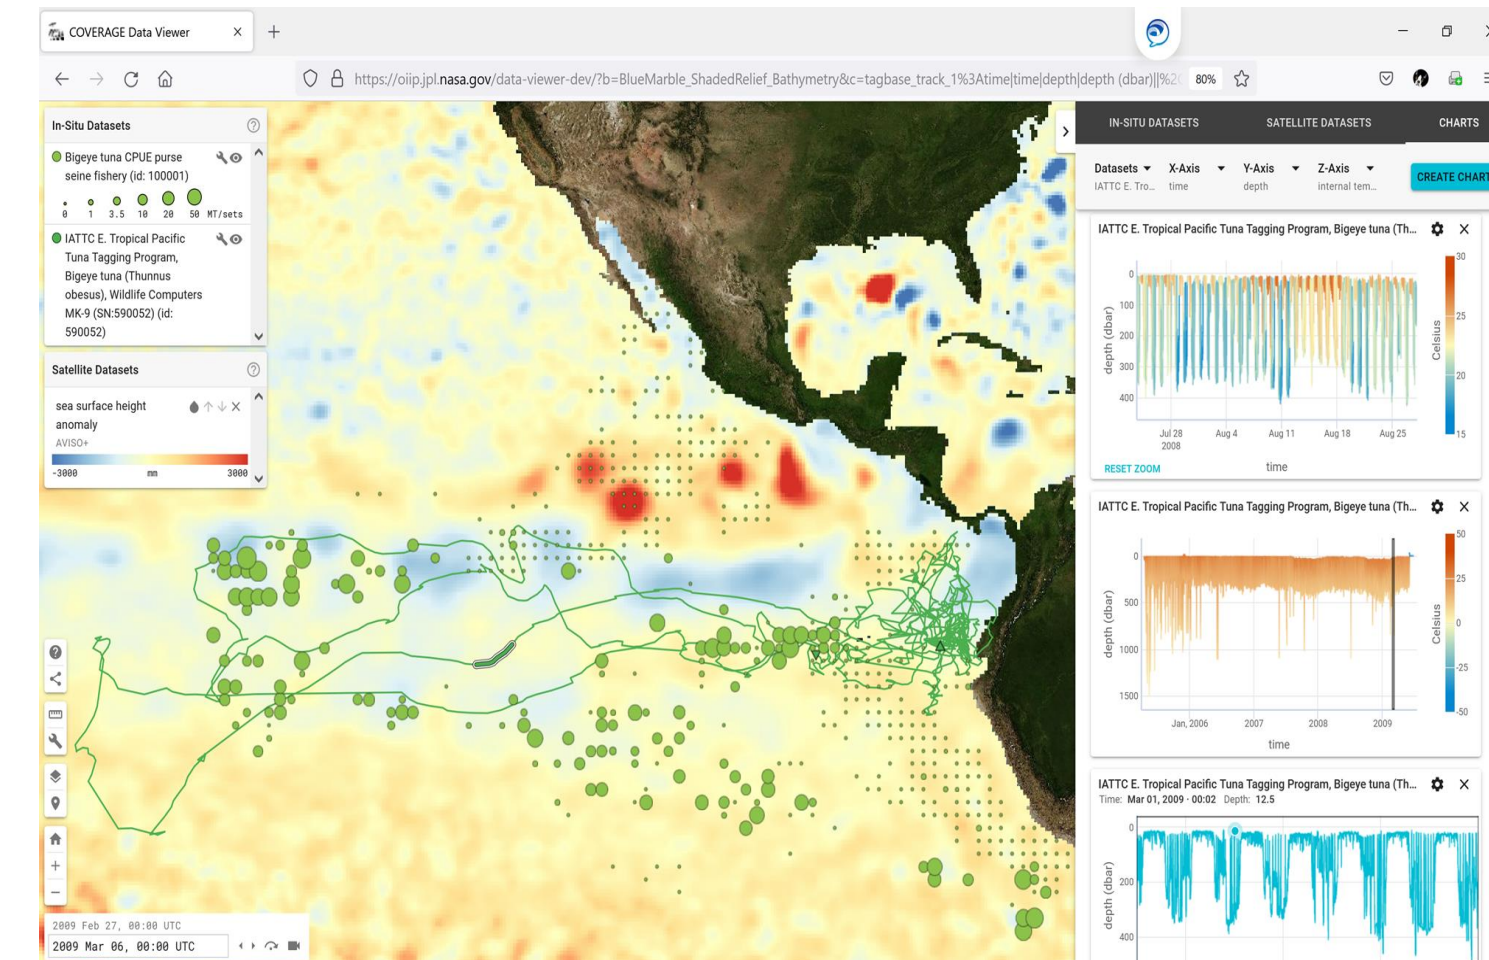 COVERAGE Data Viewer
https://oiip.jpl.nasa.gov/data-viewer-dev/?b=BlueMarble_ShadedRelief_Bathymetry&c=tagbase_track_1%3Atime|time|depth|depth (dbar)||%2
80%
In-Situ Datasets
Bigeye tuna CPUE purse
seine fishery (id: 100001)
0 1 3.5 10 20 50 MT/sets
IATTC E. Tropical Pacific
Tuna Tagging Program,
Bigeye tuna (Thunnus
obesus), Wildlife Computers
MK-9 (SN:590052) (id:
590052)
Satellite Datasets
sea surface height
anomaly
AVISO+
-3000 mm 3000
2009 Feb 27, 00:00 UTC
2009 Mar 06, 00:00 UTC
IN-SITU DATASETS SATELLITE DATASETS CHARTS
Datasets X-Axis Y-Axis Z-Axis
IATTC E. Tro... time depth internal tem...
CREATE CHART
IATTC E. Tropical Pacific Tuna Tagging Program, Bigeye tuna (Th...
0
100
200
300
400
depth (dbar)
Jul 28 Aug 4 Aug 11 Aug 18 Aug 25
2008
time
RESET ZOOM
30
25
20
15
Celsius
IATTC E. Tropical Pacific Tuna Tagging Program, Bigeye tuna (Th...
0
500
1000
1500
depth (dbar)
Jan, 2006 2007 2008 2009
time
50
25
0
-25
-50
Celsius
IATTC E. Tropical Pacific Tuna Tagging Program, Bigeye tuna (Th...
Time: Mar 01, 2009 · 00:02 Depth: 12.5
0
200
400
depth (dbar)